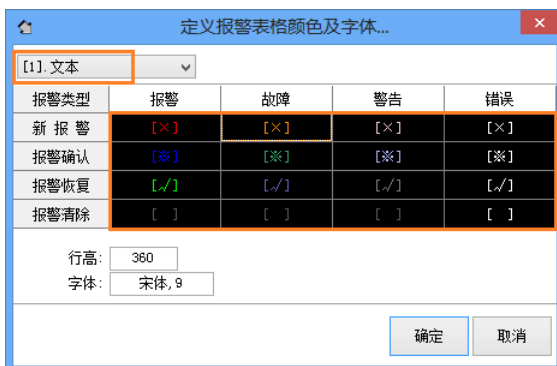 定义报警表格颜色及字体...
[1].文本
报警类型 报警 故障 警告 错误
新 报 警 [×] [×] [×] [×]
报警确认 [※] [※] [※] [※]
报警恢复 [√] [√] [√] [√]
报警清除 [ ] [ ] [ ] [ ]
行高: 360
字体: 宋体,9
确定 取消